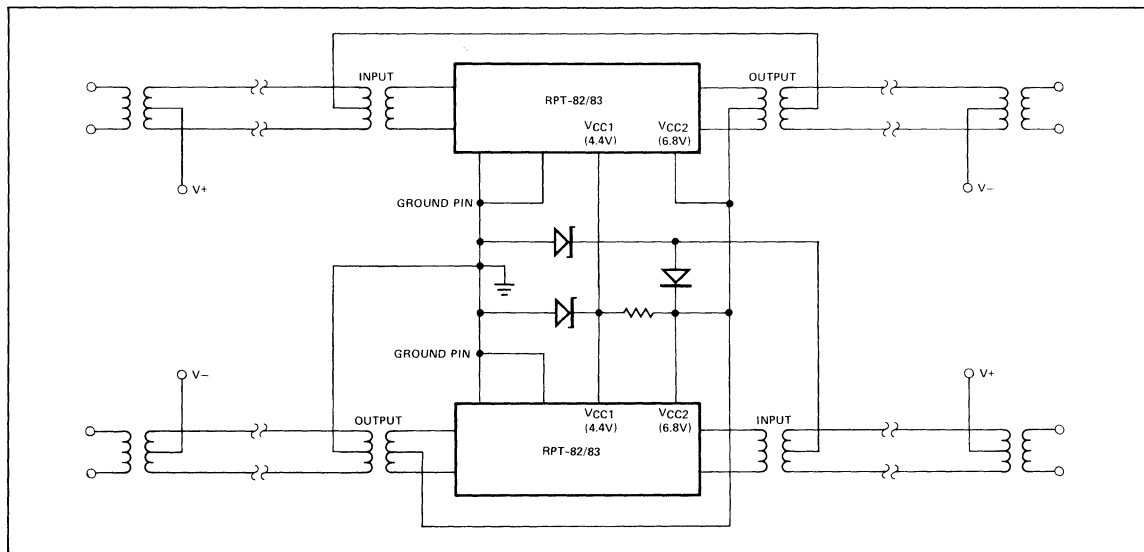 INPUT
OUTPUT
RPT-82/83
VCC1
(4.4V)
VCC2
(6.8V)
V+
V-
GROUND PIN
GROUND PIN
V-
V+
OUTPUT
INPUT
VCC1
(4.4V)
VCC2
(6.8V)
RPT-82/83